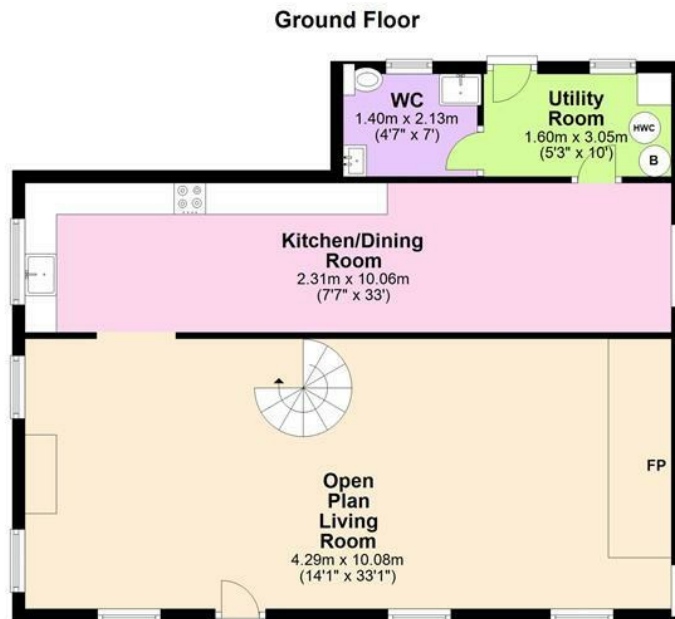 Ground Floor
WC
1.40m x 2.13m
(4'7" x 7')
Utility
Room
1.60m x 3.05m
(5'3" x 10')
HWC
B
Kitchen/Dining
Room
2.31m x 10.06m
(7'7" x 33')
Open
Plan
Living
Room
4.29m x 10.08m
(14'1" x 33'1")
FP